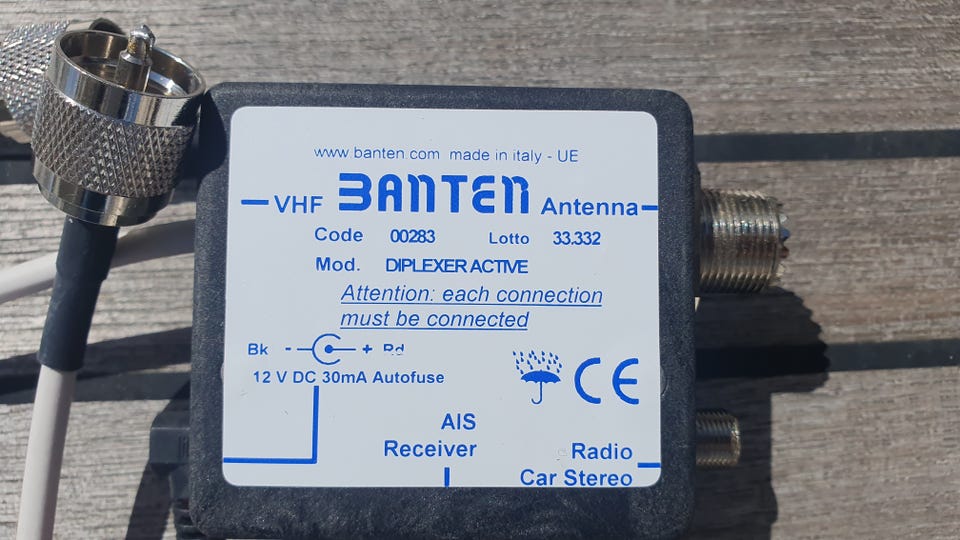 www.banten.com made in italy - UE
VHF BANTEN Antenna
Code 00283 Lotto 33.332
Mod. DIPLEXER ACTIVE
Attention: each connection
must be connected
Bk - + Rd
12 V DC 30mA Autofuse
CE
AIS
Receiver
Radio
Car Stereo